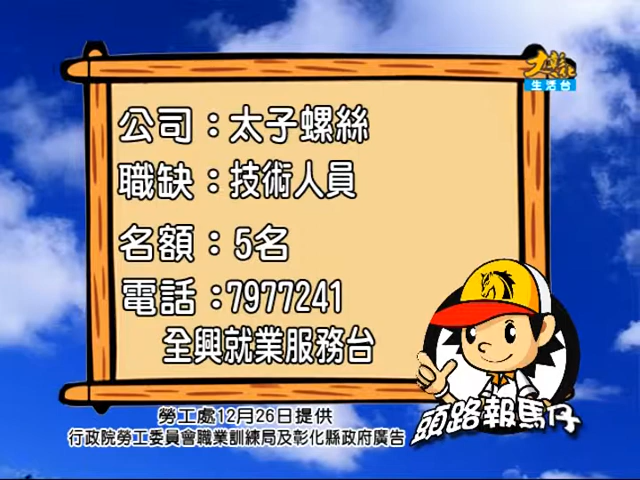 大彰化
生活台
公司：太子螺絲
職缺：技術人員
名額：5名
電話：7977241
全興就業服務台
頭路報馬仔
勞工處12月26日提供
行政院勞工委員會職業訓練局及彰化縣政府廣告